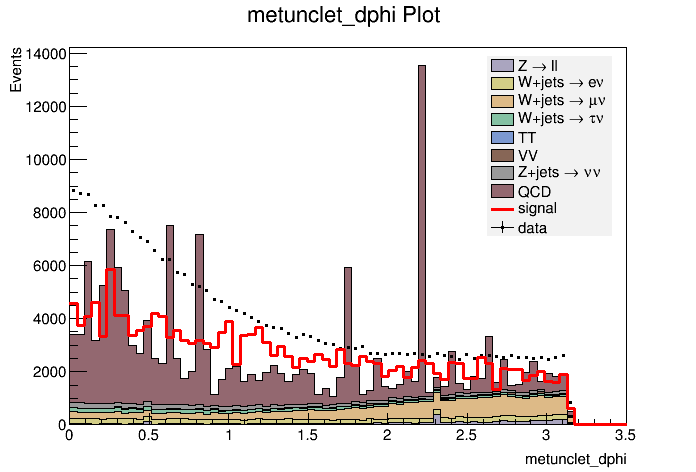 metunclet_dphi Plot
Events
14000
12000
10000
8000
6000
4000
2000
0
Z → ll
W+jets → eν
W+jets → μν
W+jets → τν
TT
VV
Z+jets → νν
QCD
signal
data
0 0.5 1 1.5 2 2.5 3 3.5
metunclet_dphi